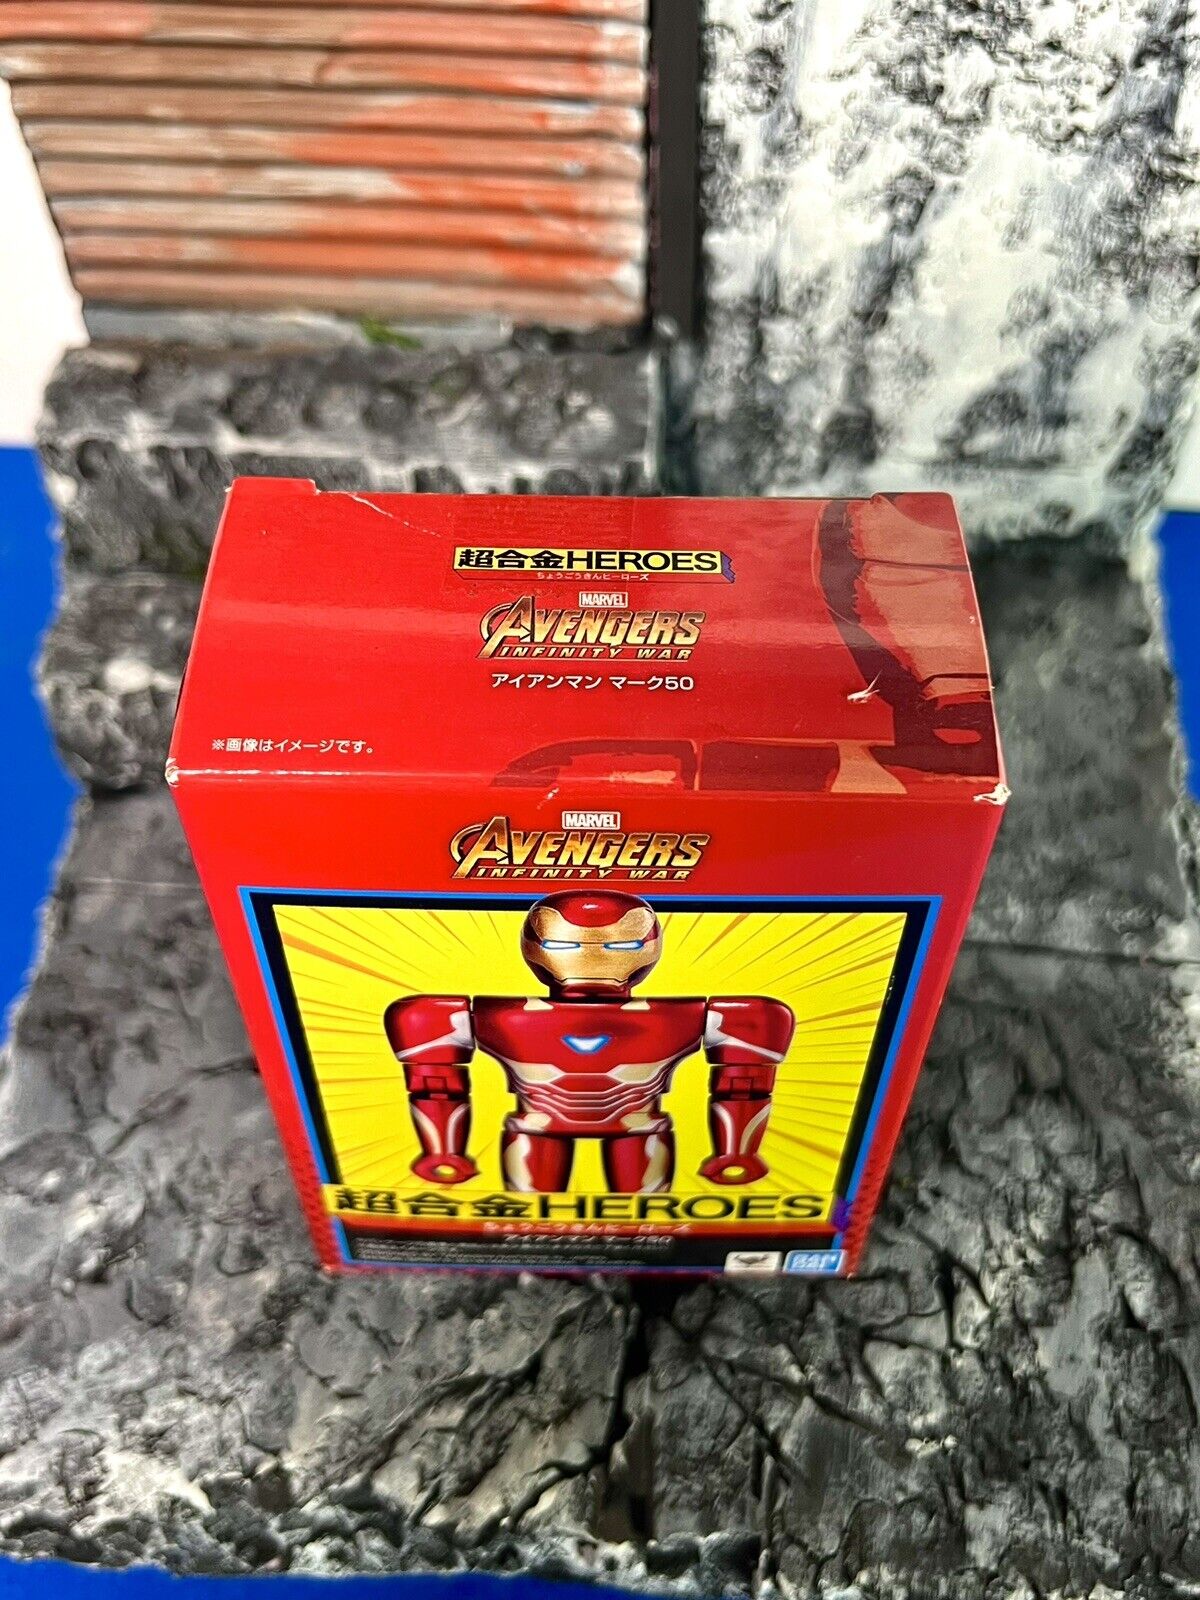 超合金HEROES
ちょうごうきんヒーローズ
MARVEL
AVENGERS
INFINITY WAR
アイアンマン マーク50
※画像はイメージです。
MARVEL
AVENGERS
INFINITY WAR
超合金HEROES
ちょうごうきんヒーローズ
アイアンマン マーク50
BAN
DAI